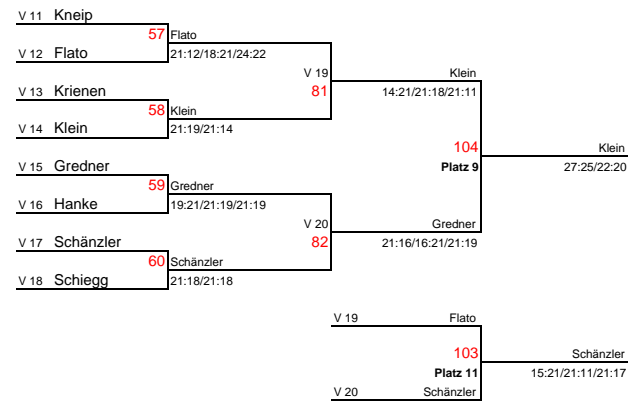 V 11 Kneip
57 Flato
V 12 Flato 21:12/18:21/24:22
V 19 Klein
V 13 Krienen 81 14:21/21:18/21:11
58 Klein
V 14 Klein 21:19/21:14
104 Klein
V 15 Gredner Platz 9 27:25/22:20
59 Gredner
V 16 Hanke 19:21/21:19/21:19
V 20 Gredner
V 17 Schänzler 82 21:16/16:21/21:19
60 Schänzler
V 18 Schiegg 21:18/21:18
V 19 Flato
103 Schänzler
Platz 11 15:21/21:11/21:17
V 20 Schänzler